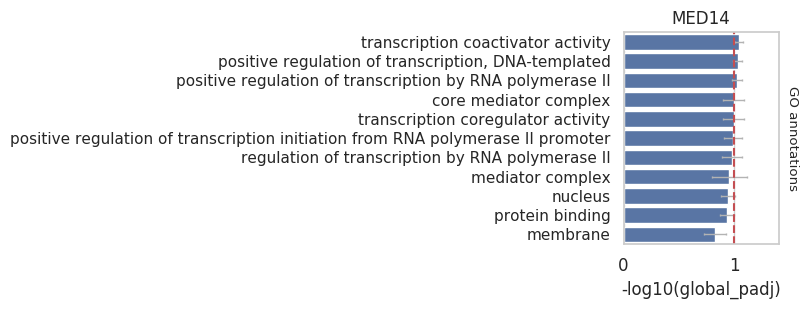 MED14
transcription coactivator activity
positive regulation of transcription, DNA-templated
positive regulation of transcription by RNA polymerase II
core mediator complex
transcription coregulator activity
positive regulation of transcription initiation from RNA polymerase II promoter
regulation of transcription by RNA polymerase II
mediator complex
nucleus
protein binding
membrane
GO annotations
0 1
-log10(global_padj)